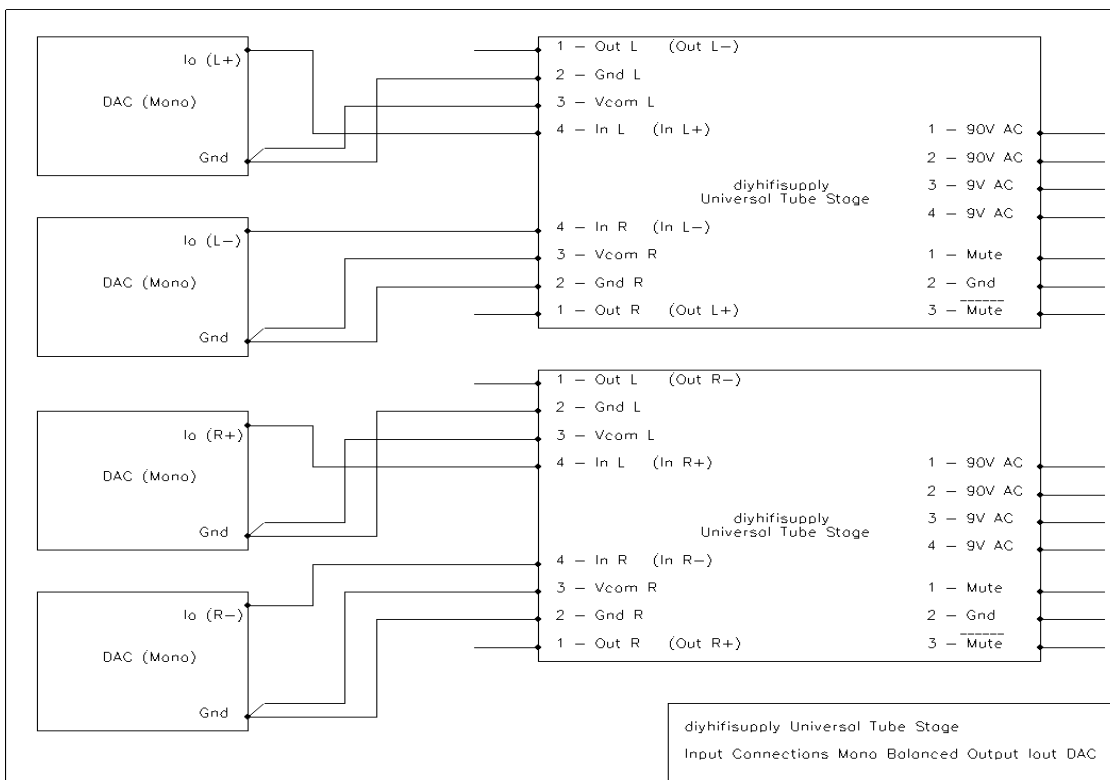 Io (L+)
DAC (Mono)
Gnd
Io (L−)
DAC (Mono)
Gnd
Io (R+)
DAC (Mono)
Gnd
Io (R−)
DAC (Mono)
Gnd
1 − Out L (Out L−)
2 − Gnd L
3 − Vcom L
4 − In L (In L+)
diyhifisupply
Universal Tube Stage
4 − In R (In L−)
3 − Vcom R
2 − Gnd R
1 − Out R (Out L+)
1 − 90V AC
2 − 90V AC
3 − 9V AC
4 − 9V AC
1 − Mute
2 − Gnd
3 − Mute
1 − Out L (Out R−)
2 − Gnd L
3 − Vcom L
4 − In L (In R+)
diyhifisupply
Universal Tube Stage
4 − In R (In R−)
3 − Vcom R
2 − Gnd R
1 − Out R (Out R+)
1 − 90V AC
2 − 90V AC
3 − 9V AC
4 − 9V AC
1 − Mute
2 − Gnd
3 − Mute
diyhifisupply Universal Tube Stage
Input Connections Mono Balanced Output Iout DAC